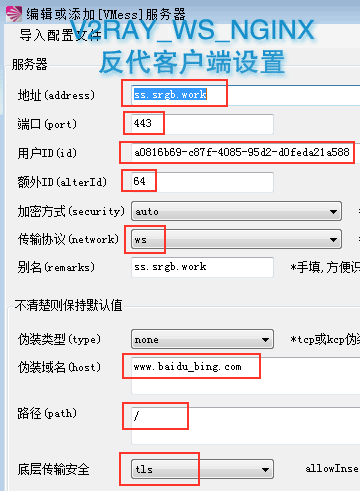 编辑或添加[VMess]服务器
V2RAY_WS_NGINX
导入配置文件
反代客户端设置
服务器
地址(address) ss.srgb.work
端口(port) 443
用户ID(id) a0816b69-c87f-4085-95d2-d0feda21a588
额外ID(alterId) 64
加密方式(security) auto
传输协议(network) ws
别名(remarks) ss.srgb.work *手填,方便识
不清楚则保持默认值
伪装类型(type) none *tcp或kcp伪
伪装域名(host) www.baidu_bing.com
路径(path) /
底层传输安全 tls allowInse